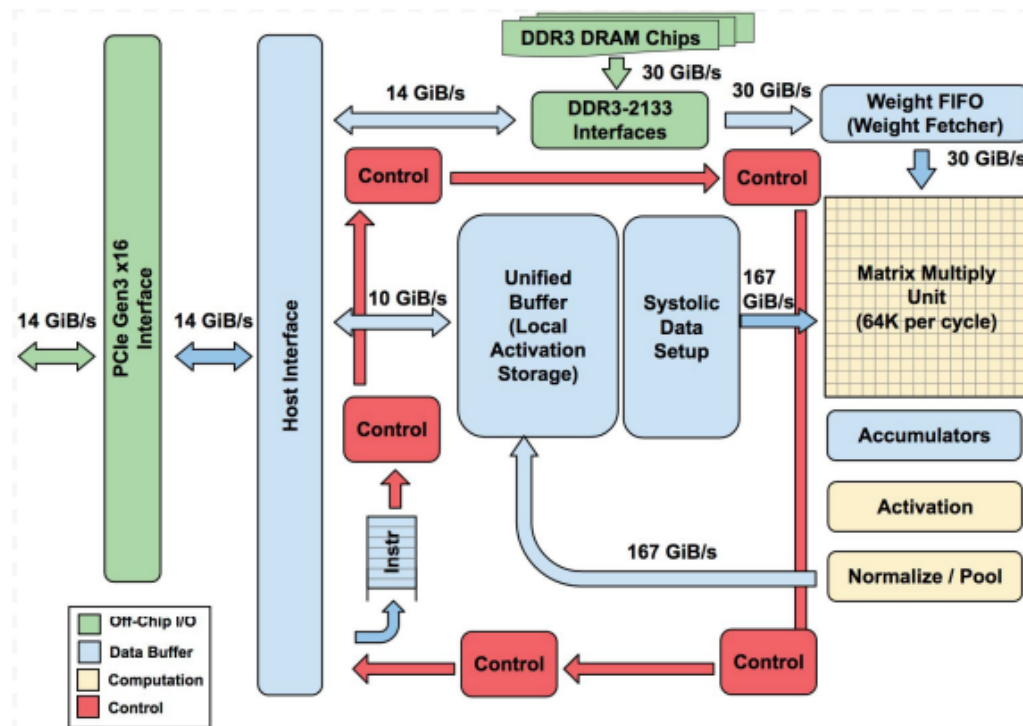 DDR3 DRAM Chips
30 GiB/s
14 GiB/s
30 GiB/s
DDR3-2133
Interfaces
Weight FIFO
(Weight Fetcher)
30 GiB/s
Control
Control
Unified
Buffer
(Local
Activation
Storage)
Systolic
Data
Setup
167
GiB/s
Matrix Multiply
Unit
(64K per cycle)
10 GiB/s
14 GiB/s
PCIe Gen3 x16
Interface
14 GiB/s
Host Interface
Control
Accumulators
Activation
Instr
167 GiB/s
Normalize / Pool
Off-Chip I/O
Data Buffer
Computation
Control
Control
Control